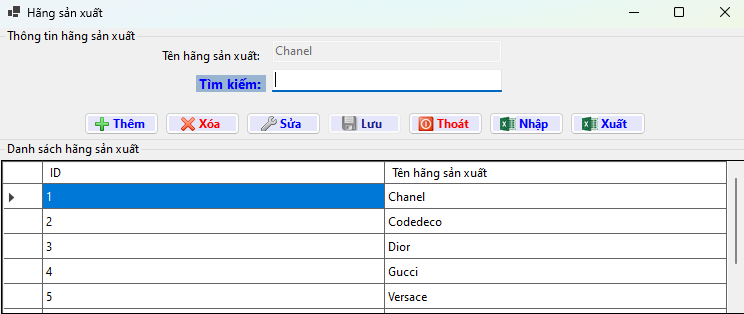 Hãng sản xuất
Thông tin hãng sản xuất
Tên hãng sản xuất: Chanel
Tìm kiếm:
Thêm Xóa Sửa Lưu Thoát Nhập Xuất
Danh sách hãng sản xuất
ID Tên hãng sản xuất
1 Chanel
2 Codedeco
3 Dior
4 Gucci
5 Versace